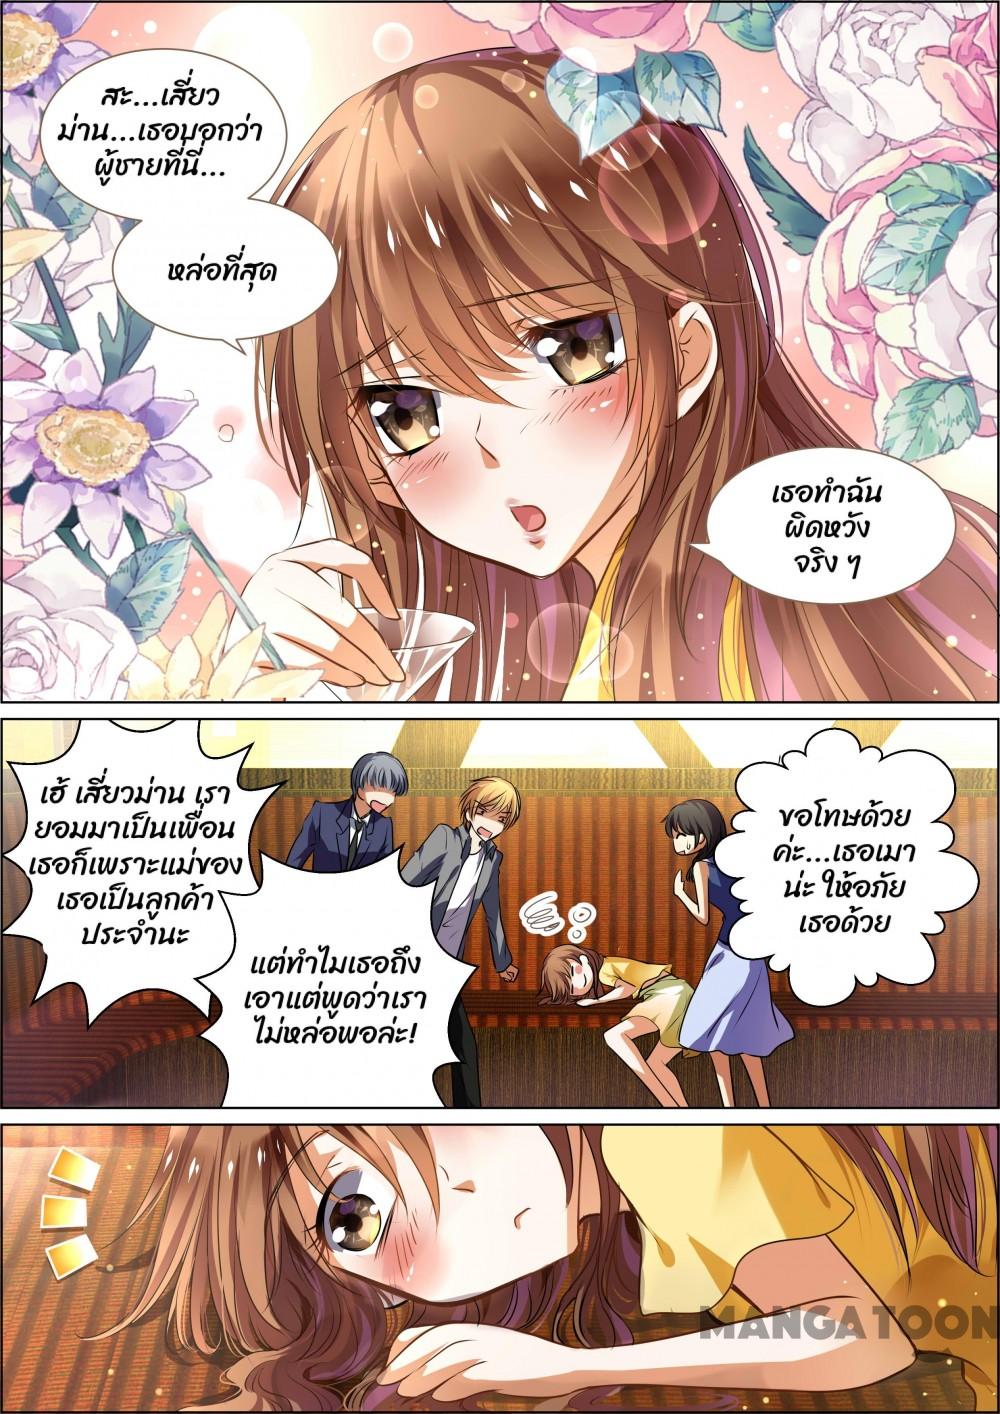 สะ...เสี่ยว
ม่าน...เธอบอกว่า
ผู้ชายที่นี่...
หล่อที่สุด
เธอทำฉัน
ผิดหวัง
จริง ๆ
เฮ้ เสี่ยวม่าน เรา
ยอมมาเป็นเพื่อน
เธอก็เพราะแม่ของ
เธอเป็นลูกค้า
ประจำนะ
แต่ทำไมเธอถึง
เอาแต่พูดว่าเรา
ไม่หล่อพอล่ะ!
ขอโทษด้วย
ค่ะ...เธอเมา
น่ะ ให้อภัย
เธอด้วย
MANGATOON